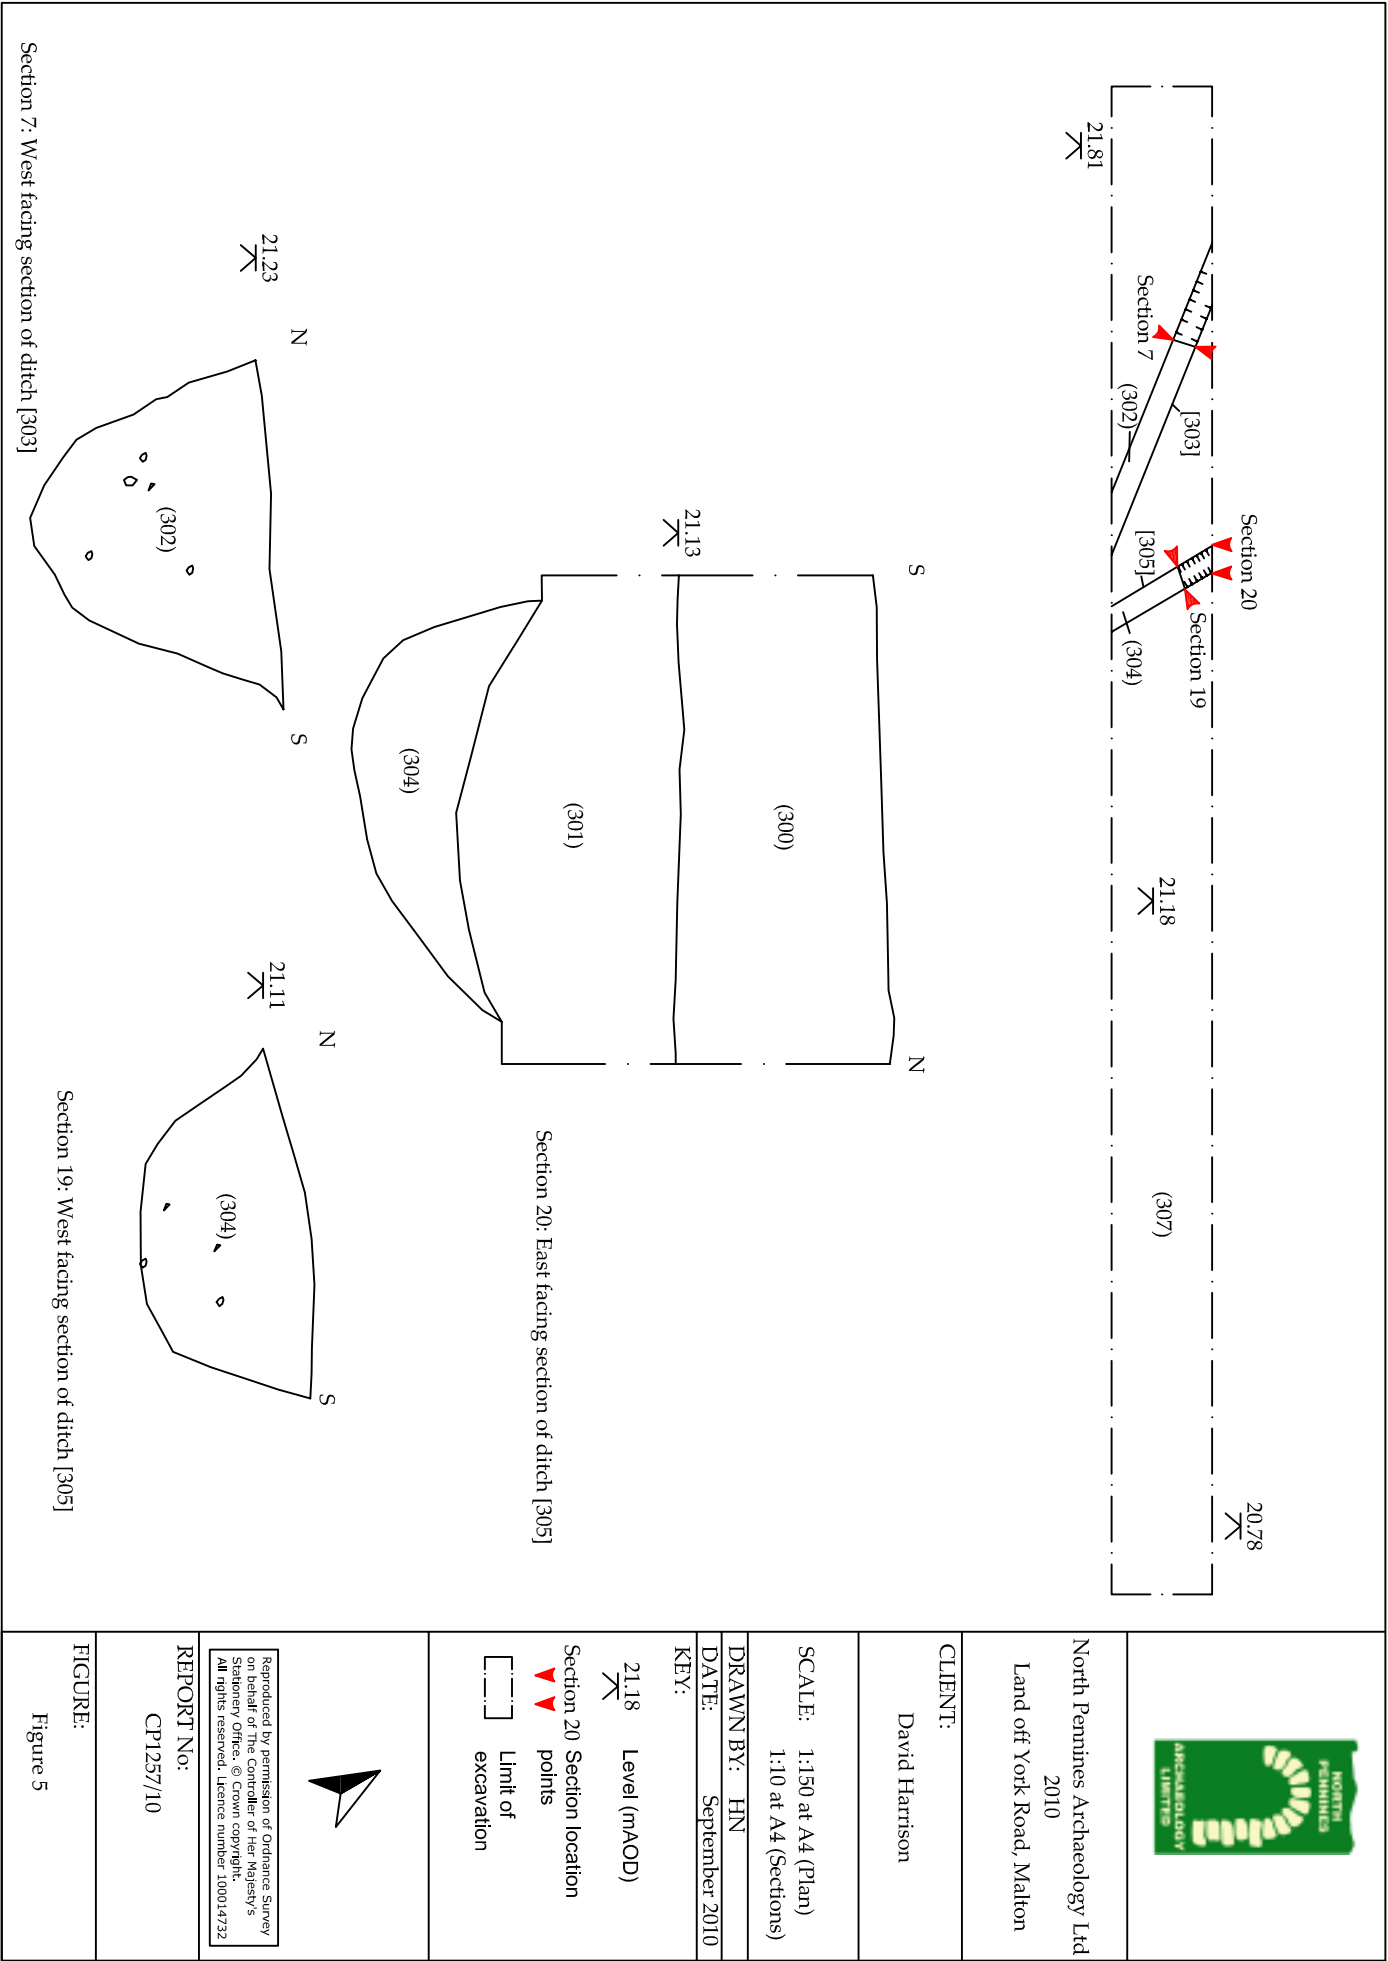 21.81
Section 7
(302)
[303]
[305]
Section 20
Section 19
(304)
21.18
(307)
20.78
S
N
21.13
(300)
(301)
(304)
Section 20: East facing section of ditch [305]
21.23
N
S
(302)
Section 7: West facing section of ditch [303]
21.11
N
S
(304)
Section 19: West facing section of ditch [305]
NORTH
PENNINES
ARCHAEOLOGY
LIMITED
North Pennines Archaeology Ltd
2010
Land off York Road, Malton
CLIENT:
David Harrison
SCALE: 1:150 at A4 (Plan)
1:10 at A4 (Sections)
DRAWN BY: HN
DATE: September 2010
KEY:
21.18 Level (mAOD)
Section 20 Section location
points
Limit of
excavation
Reproduced by permission of Ordnance Survey
on behalf of The Controller of Her Majesty's
Stationery Office. © Crown copyright.
All rights reserved. Licence number 100014732
REPORT No:
CP1257/10
FIGURE:
Figure 5